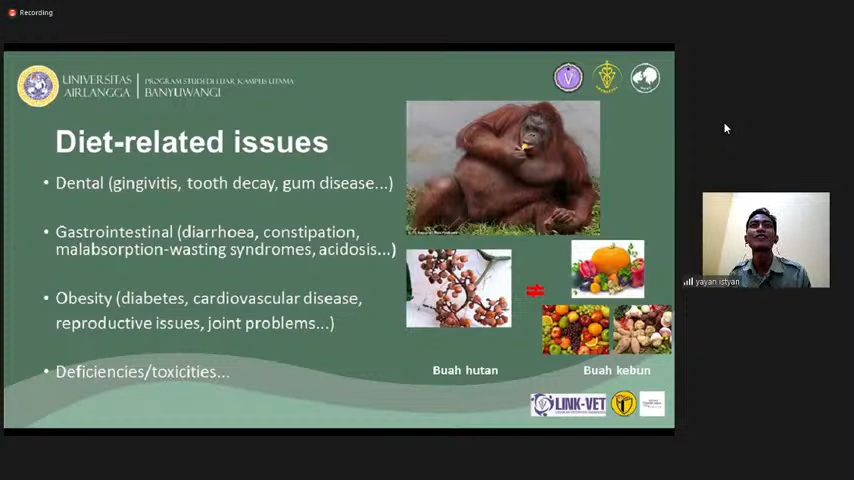 Recording
UNIVERSITAS
AIRLANGGA
PROGRAM STUDI DI LUAR KAMPUS UTAMA
BANYUWANGI
Diet-related issues
• Dental (gingivitis, tooth decay, gum disease...)
• Gastrointestinal (diarrhoea, constipation,
malabsorption-wasting syndromes, acidosis...)
• Obesity (diabetes, cardiovascular disease,
reproductive issues, joint problems...)
• Deficiencies/toxicities...
≠
Buah hutan
Buah kebun
LINK-VET
yayan istyan